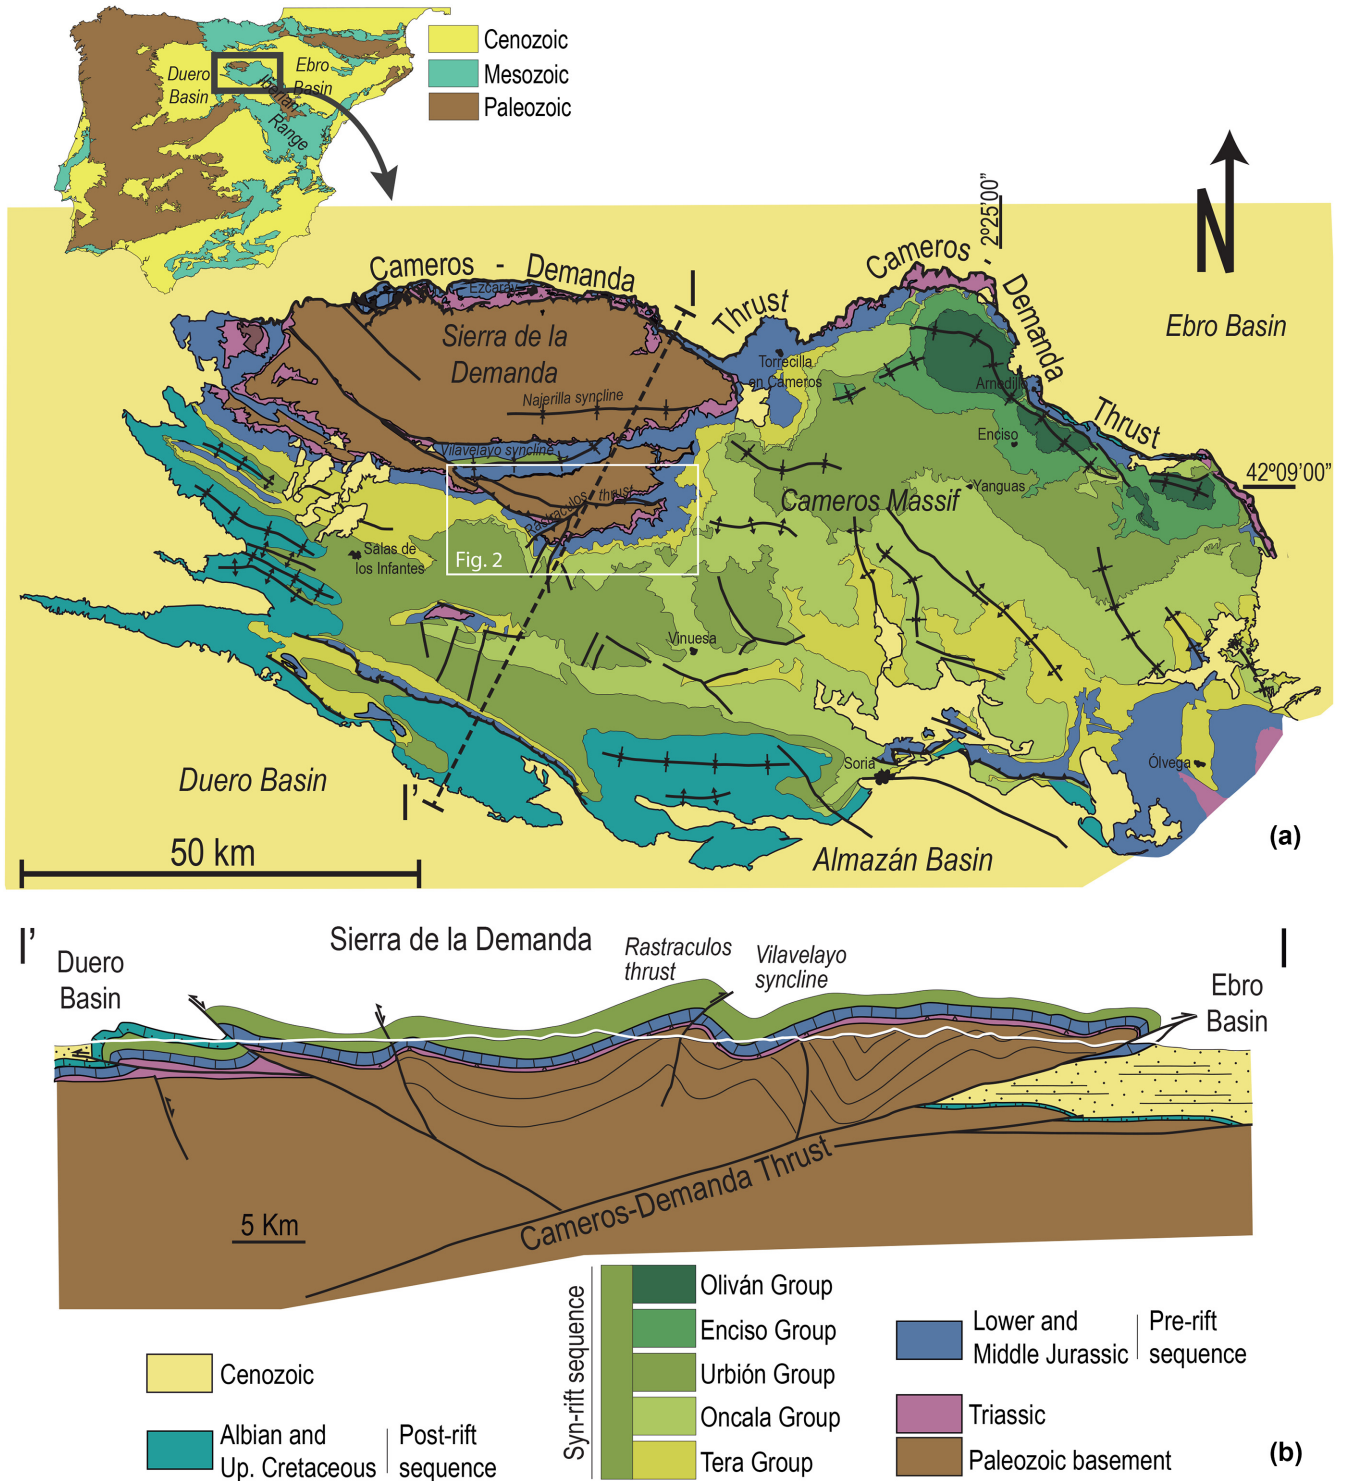 Cenozoic
Mesozoic
Paleozoic
Duero
Basin
Ebro
Basin
Iberian
Range
N
2º25'00"
42º09'00"
Cameros - Demanda
Thrust
Cameros - Demanda
Thrust
I
Ezcaray
Sierra de la
Demanda
Najerilla syncline
Vilavelayo syncline
Rastraculos thrust
Fig. 2
Torrecilla
en Cameros
Arnedillo
Enciso
Yanguas
Cameros Massif
Ebro Basin
Salas de
los Infantes
Vinuesa
Soria
Ólvega
Duero Basin
I'
Almazán Basin
50 km
(a)
I'
Duero
Basin
Sierra de la Demanda
Rastraculos
thrust
Vilavelayo
syncline
I
Ebro
Basin
Cameros-Demanda Thrust
5 Km
Cenozoic
Albian and
Up. Cretaceous
Post-rift
sequence
Syn-rift sequence
Oliván Group
Enciso Group
Urbión Group
Oncala Group
Tera Group
Lower and
Middle Jurassic
Pre-rift
sequence
Triassic
Paleozoic basement
(b)